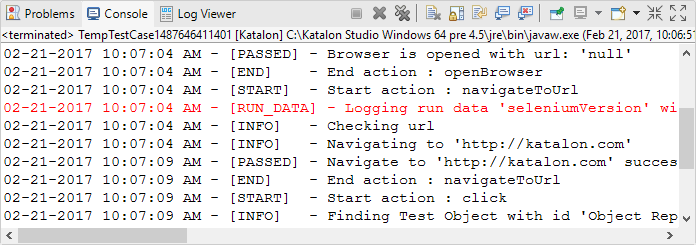 Problems Console Log Viewer
<terminated> TempTestCase1487646411401 [Katalon] C:\Katalon Studio Windows 64 pre 4.5\jre\bin\javaw.exe (Feb 21, 2017, 10:06:51
02-21-2017 10:07:04 AM - [PASSED] - Browser is opened with url: 'null'
02-21-2017 10:07:04 AM - [END] - End action : openBrowser
02-21-2017 10:07:04 AM - [START] - Start action : navigateToUrl
02-21-2017 10:07:04 AM - [RUN_DATA] - Logging run data 'seleniumVersion' wi
02-21-2017 10:07:04 AM - [INFO] - Checking url
02-21-2017 10:07:04 AM - [INFO] - Navigating to 'http://katalon.com'
02-21-2017 10:07:09 AM - [PASSED] - Navigate to 'http://katalon.com' succes
02-21-2017 10:07:09 AM - [END] - End action : navigateToUrl
02-21-2017 10:07:09 AM - [START] - Start action : click
02-21-2017 10:07:09 AM - [INFO] - Finding Test Object with id 'Object Rep